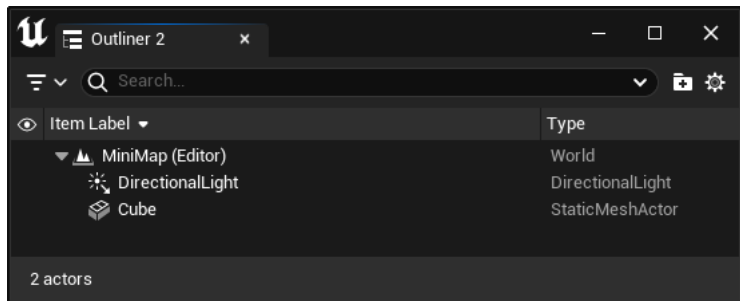 Outliner 2
Search...
Item Label Type
MiniMap (Editor) World
DirectionalLight DirectionalLight
Cube StaticMeshActor
2 actors